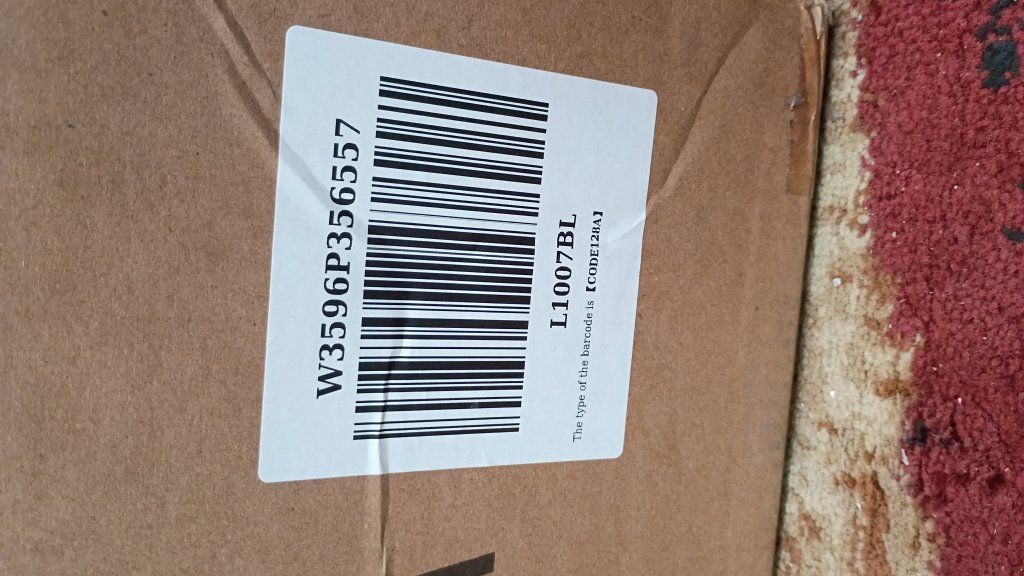 W3596P356557
L1007BL
The type of the barcode is 【CODE128A】